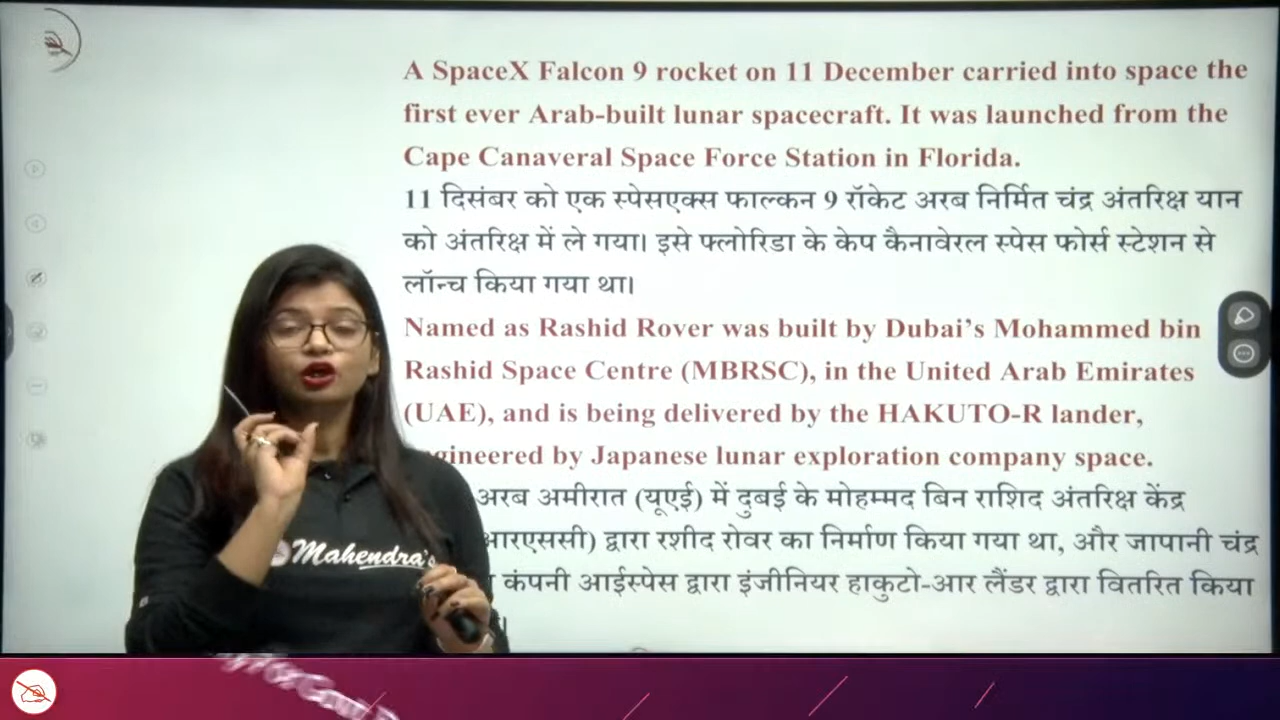 A SpaceX Falcon 9 rocket on 11 December carried into space the
first ever Arab-built lunar spacecraft. It was launched from the
Cape Canaveral Space Force Station in Florida.
11 दिसंबर को एक स्पेसएक्स फाल्कन 9 रॉकेट अरब निर्मित चंद्र अंतरिक्ष यान
को अंतरिक्ष में ले गया। इसे फ्लोरिडा के केप कैनावेरल स्पेस फोर्स स्टेशन से
लॉन्च किया गया था।
Named as Rashid Rover was built by Dubai's Mohammed bin
Rashid Space Centre (MBRSC), in the United Arab Emirates
(UAE), and is being delivered by the HAKUTO-R lander,
gineered by Japanese lunar exploration company space.
अरब अमीरात (यूएई) में दुबई के मोहम्मद बिन राशिद अंतरिक्ष केंद्र
आरएससी) द्वारा रशीद रोवर का निर्माण किया गया था, और जापानी चंद्र
कंपनी आईस्पेस द्वारा इंजीनियर हाकुटो-आर लैंडर द्वारा वितरित किया
Mahendra's